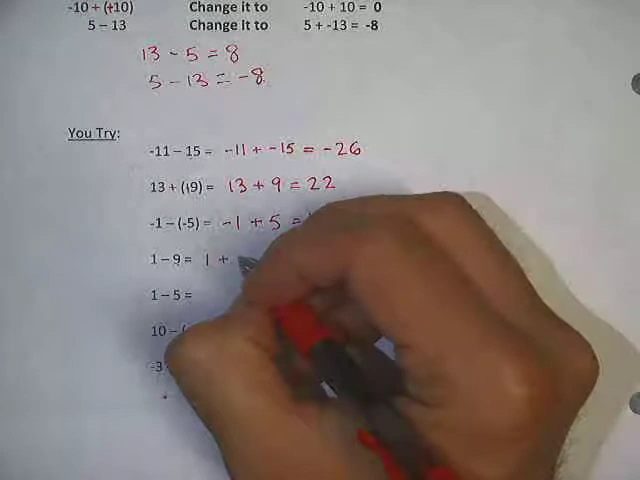 -10 + (+10) Change it to -10 + 10 = 0
5 – 13 Change it to 5 + -13 = -8
13 - 5 = 8
5 - 13 = -8
You Try:
-11 – 15 = -11 + -15 = -26
13 + (+9) = 13 + 9 = 22
-1 – (-5) = -1 + 5 =
1 – 9 = 1 +
1 – 5 =
10 – (
-3